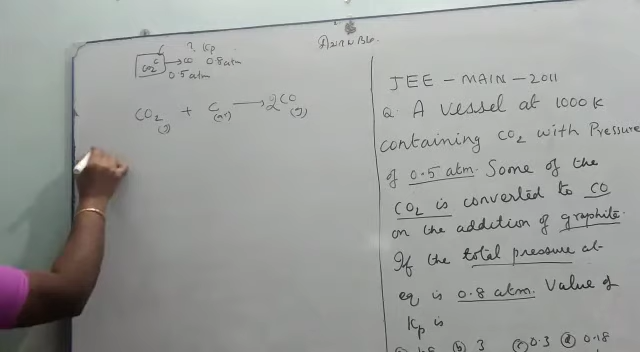 ? Kp
CO2 C → CO 0.8 atm
0.5 atm
CO2 (g) + C (s) → 2CO (g)
JEE - MAIN - 2011
Q. A vessel at 1000 K
containing CO2 with Pressure
of 0.5 atm. Some of the
CO2 is converted to CO
on the addition of graphite.
If the total pressure at
eq is 0.8 atm. Value of
Kp is
(b) 3 (c) 0.3 (d) 0.18